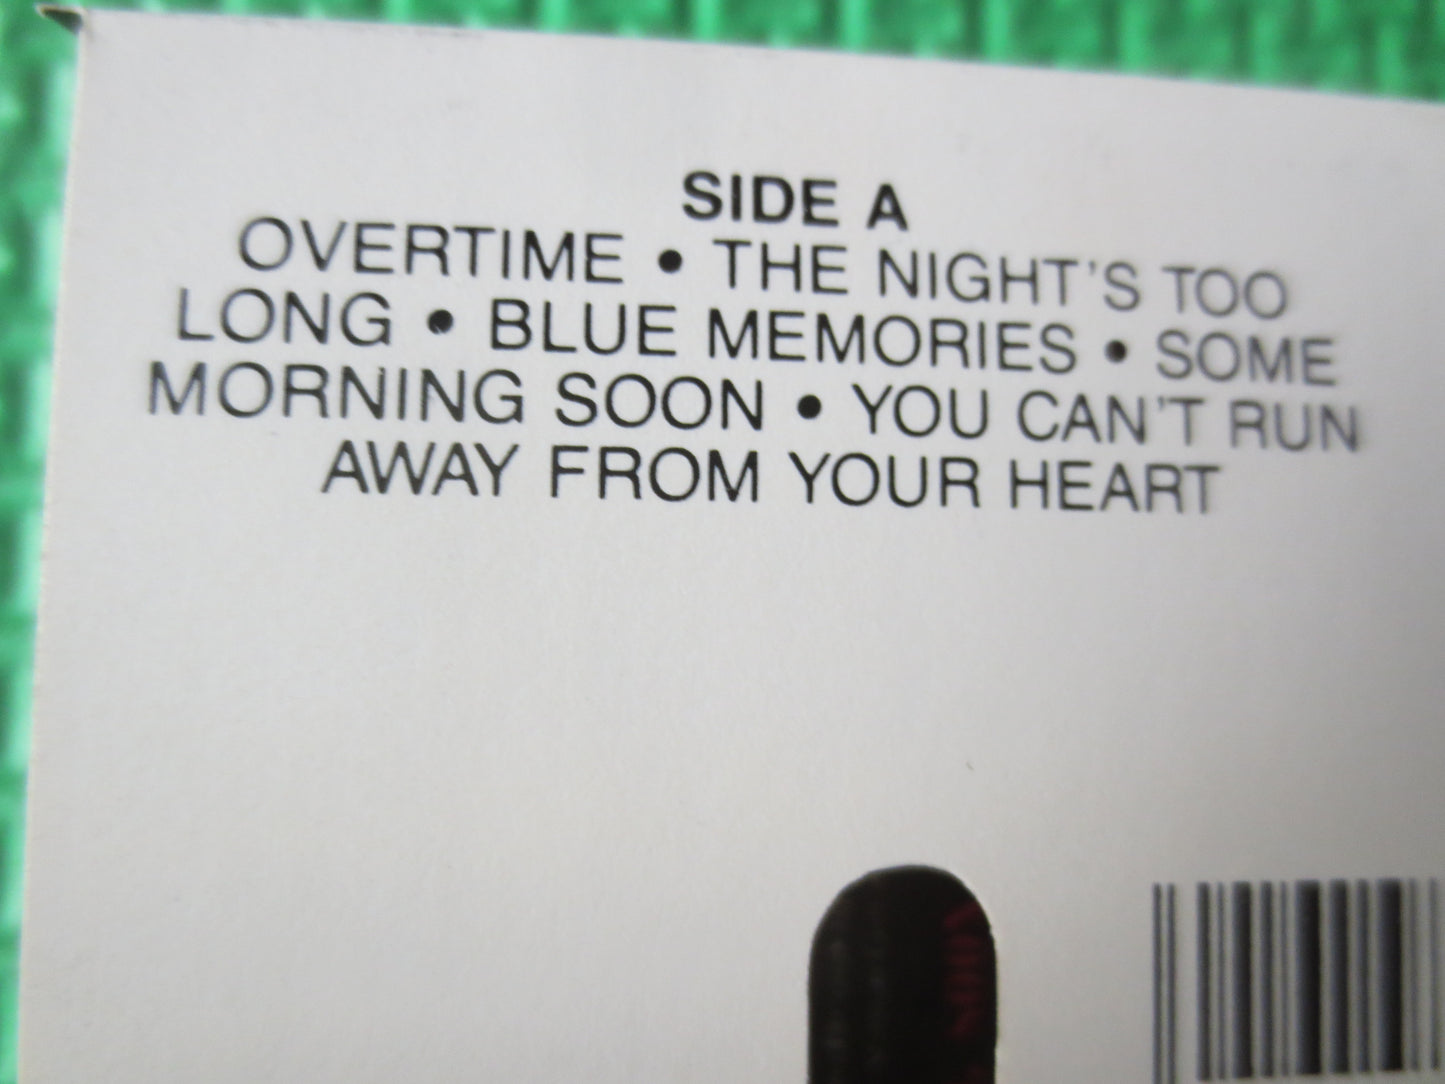 SIDE A
OVERTIME • THE NIGHT'S TOO
LONG • BLUE MEMORIES • SOME
MORNING SOON • YOU CAN'T RUN
AWAY FROM YOUR HEART